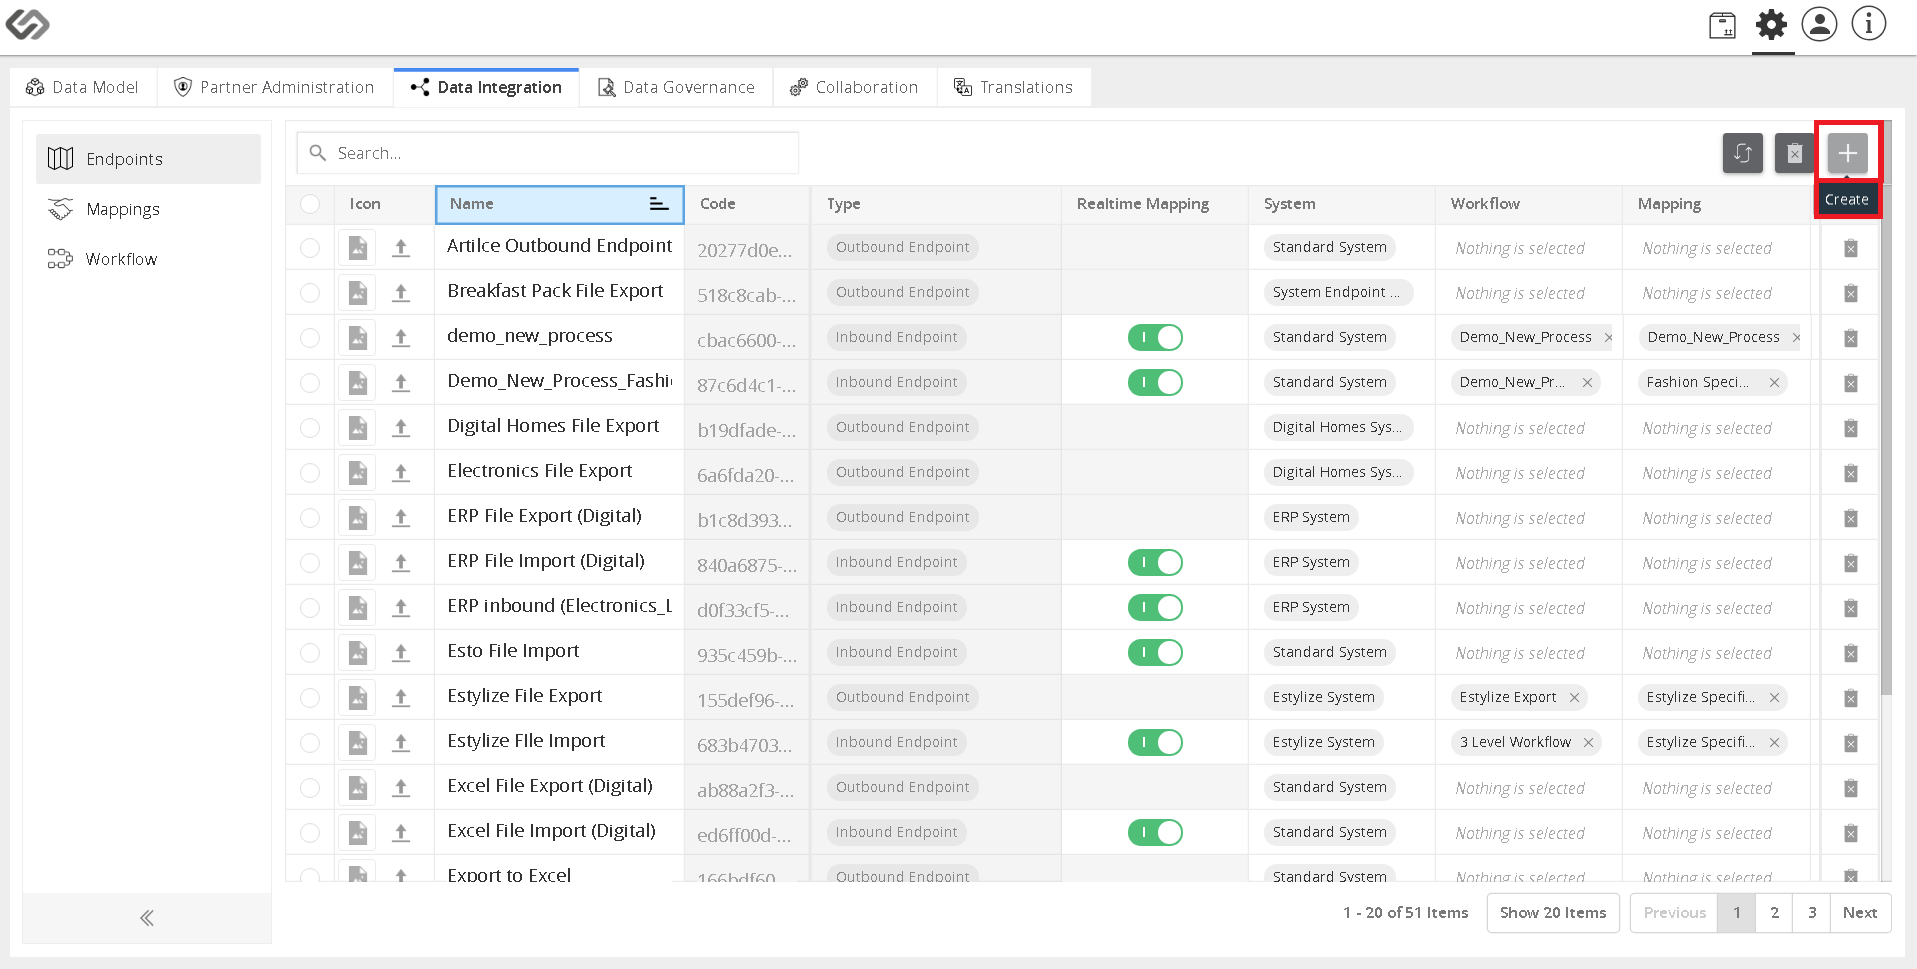 Data Model
Partner Administration
Data Integration
Data Governance
Collaboration
Translations
Endpoints
Mappings
Workflow
Search...
Create
Icon Name Code Type Realtime Mapping System Workflow Mapping
Artilce Outbound Endpoint 20277d0e... Outbound Endpoint Standard System Nothing is selected Nothing is selected
Breakfast Pack File Export 518c8cab-... Outbound Endpoint System Endpoint ... Nothing is selected Nothing is selected
demo_new_process cbac6600-... Inbound Endpoint Standard System Demo_New_Process Demo_New_Process
Demo_New_Process_Fashi 87c6d4c1-... Inbound Endpoint Standard System Demo_New_Pr... Fashion Speci...
Digital Homes File Export b19dfade-... Outbound Endpoint Digital Homes Sys... Nothing is selected Nothing is selected
Electronics File Export 6a6fda20-... Outbound Endpoint Digital Homes Sys... Nothing is selected Nothing is selected
ERP File Export (Digital) b1c8d393... Outbound Endpoint ERP System Nothing is selected Nothing is selected
ERP File Import (Digital) 840a6875-... Inbound Endpoint ERP System Nothing is selected Nothing is selected
ERP inbound (Electronics_L d0f33cf5-... Inbound Endpoint ERP System Nothing is selected Nothing is selected
Esto File Import 935c459b-... Inbound Endpoint Standard System Nothing is selected Nothing is selected
Estylize File Export 155def96-... Outbound Endpoint Estylize System Estylize Export Estylize Specifi...
Estylize FIle Import 683b4703... Inbound Endpoint Estylize System 3 Level Workflow Estylize Specifi...
Excel File Export (Digital) ab88a2f3-... Outbound Endpoint Standard System Nothing is selected Nothing is selected
Excel File Import (Digital) ed6ff00d-... Inbound Endpoint Standard System Nothing is selected Nothing is selected
Export to Excel 166bdf60... Outbound Endpoint Standard System Nothing is selected Nothing is selected
1 - 20 of 51 Items Show 20 Items Previous 1 2 3 Next